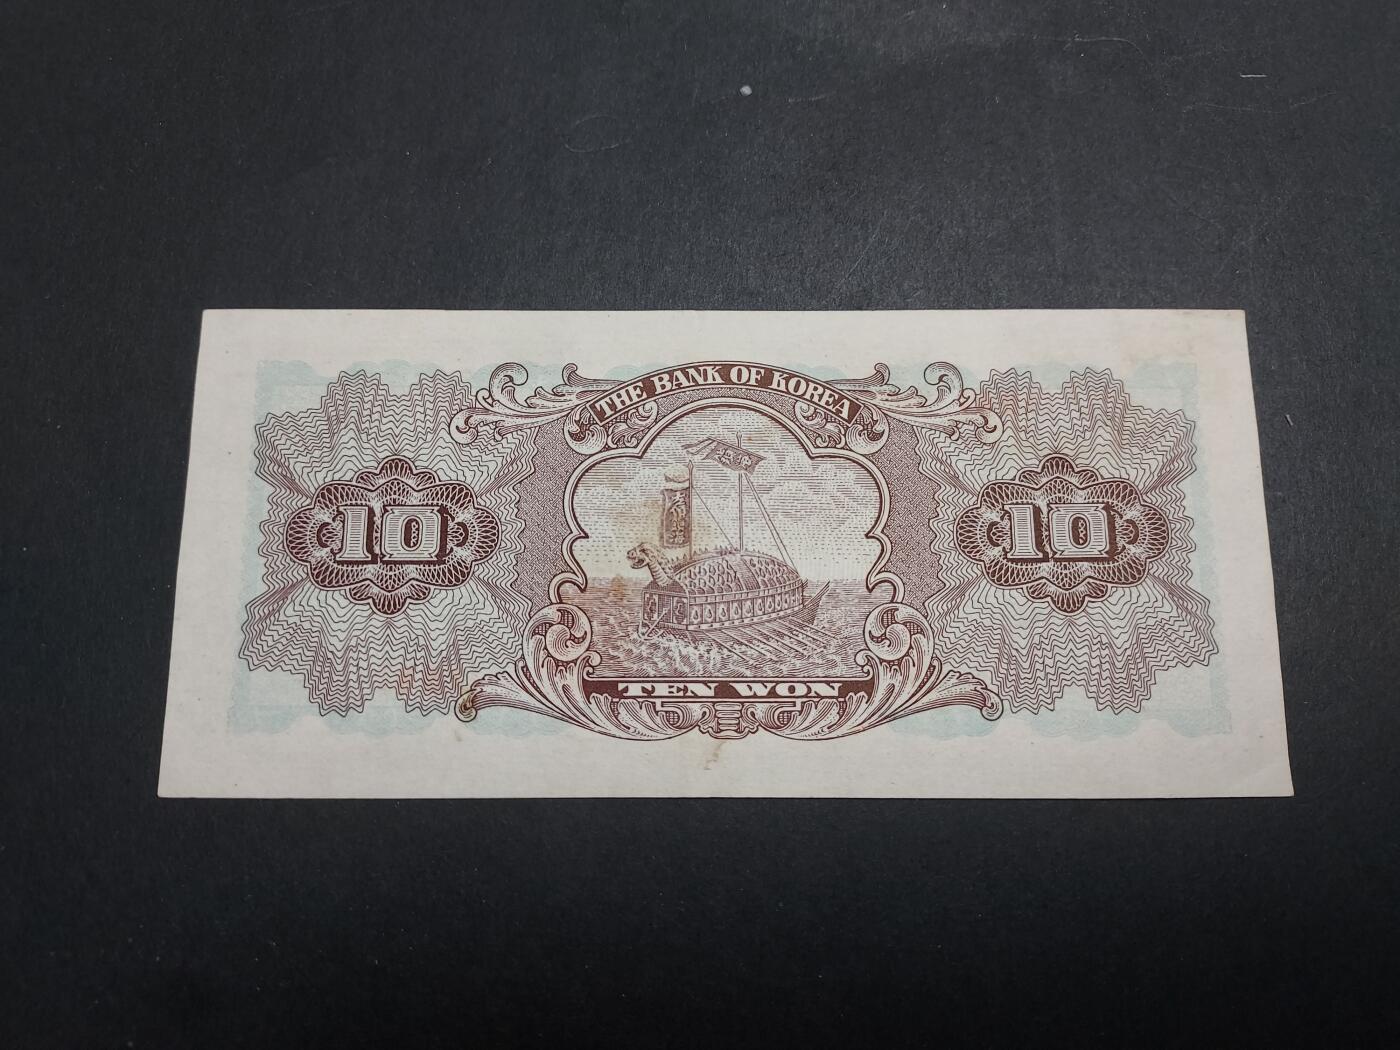 THE BANK OF KOREA
10
10
TEN WON